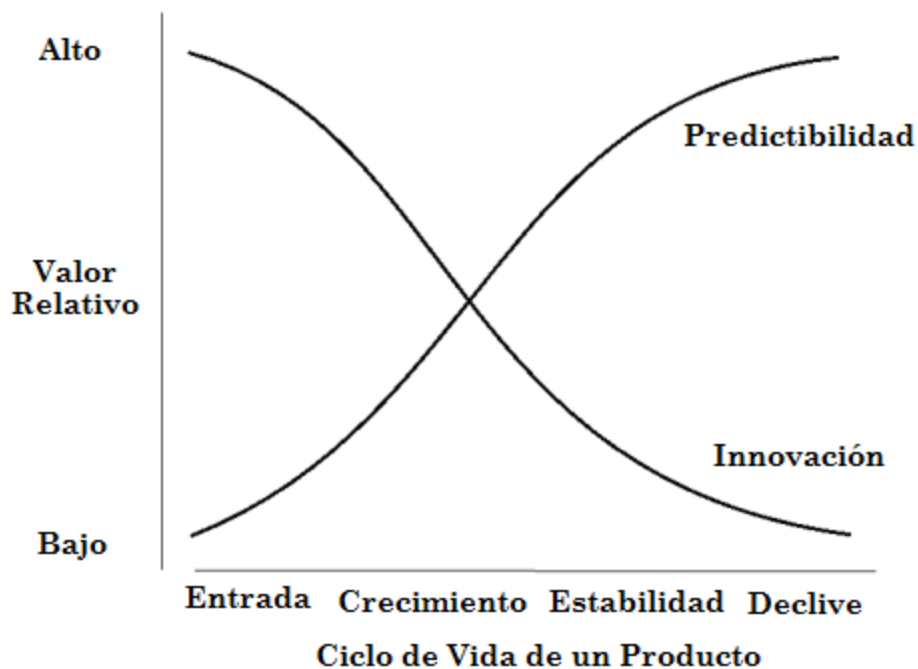 Alto
Predictibilidad
Valor
Relativo
Innovación
Bajo
Entrada Crecimiento Estabilidad Declive
Ciclo de Vida de un Producto